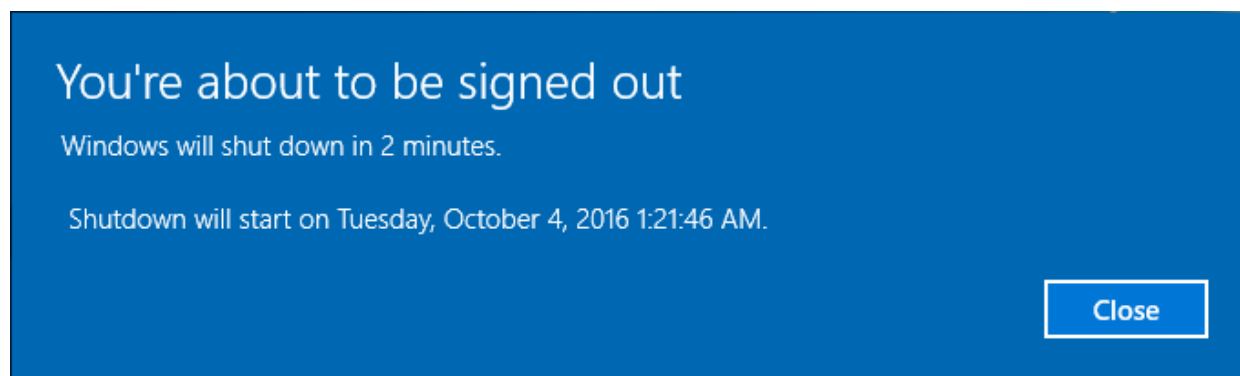 You're about to be signed out
Windows will shut down in 2 minutes.
Shutdown will start on Tuesday, October 4, 2016 1:21:46 AM.
Close